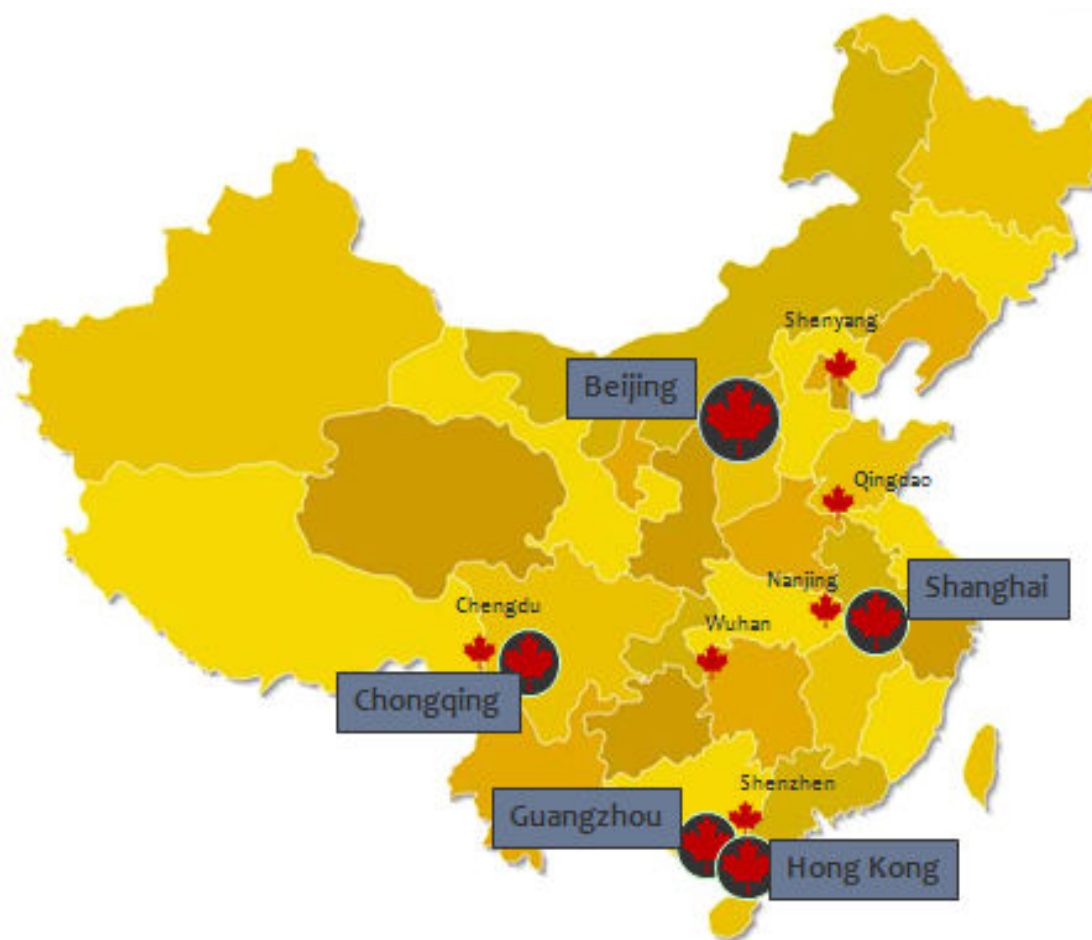 Shenyang
Beijing
Qingdao
Nanjing
Shanghai
Chengdu
Wuhan
Chongqing
Shenzhen
Guangzhou
Hong Kong